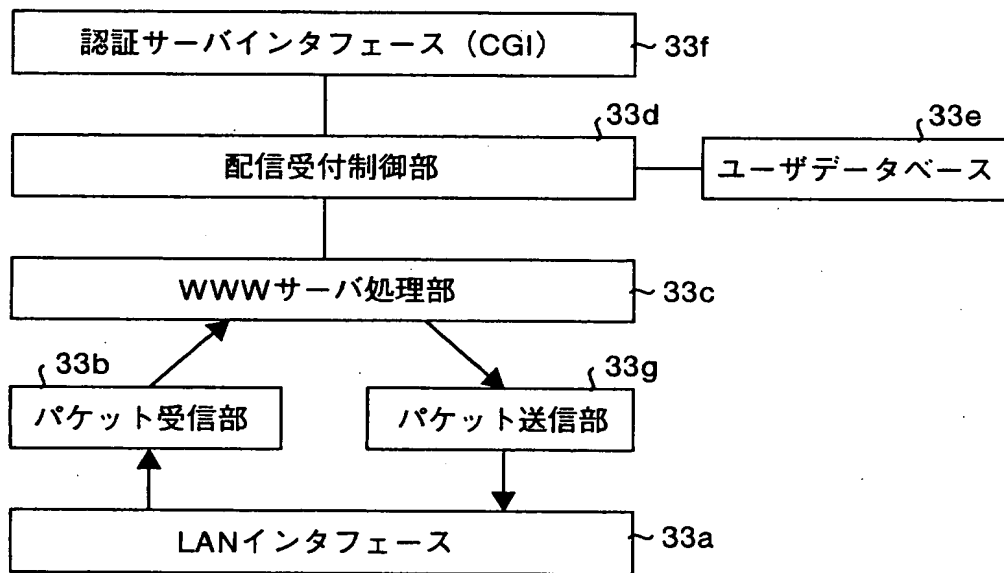 認証サーバインタフェース（CGI）
33f
33d
33e
配信受付制御部
ユーザデータベース
WWWサーバ処理部
33c
33b
33g
パケット受信部
パケット送信部
LANインタフェース
33a